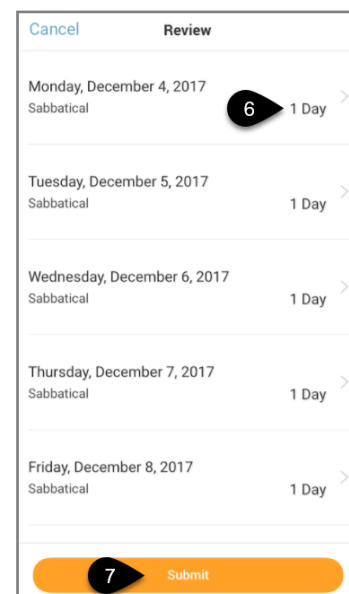 Cancel Review
Monday, December 4, 2017
Sabbatical
6 1 Day
Tuesday, December 5, 2017
Sabbatical
1 Day
Wednesday, December 6, 2017
Sabbatical
1 Day
Thursday, December 7, 2017
Sabbatical
1 Day
Friday, December 8, 2017
Sabbatical
1 Day
7 Submit